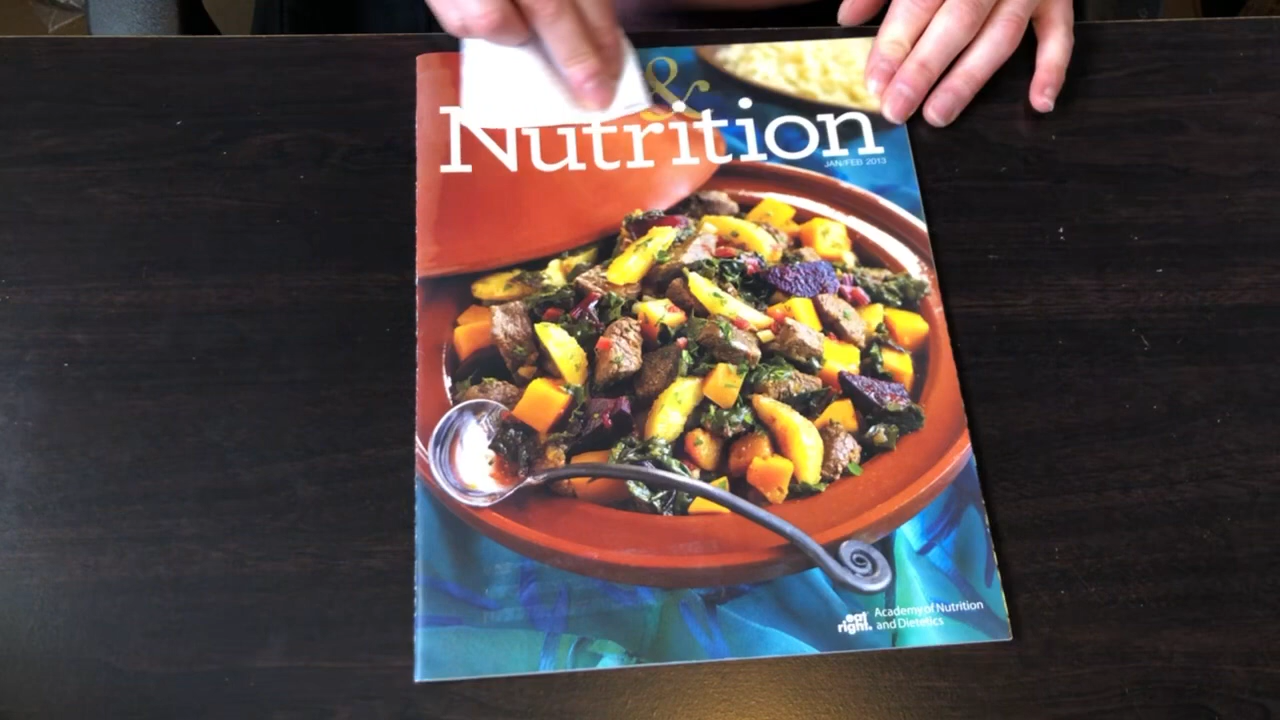 &
Nutrition
JAN/FEB 2013
eat
right.
Academy of Nutrition
and Dietetics